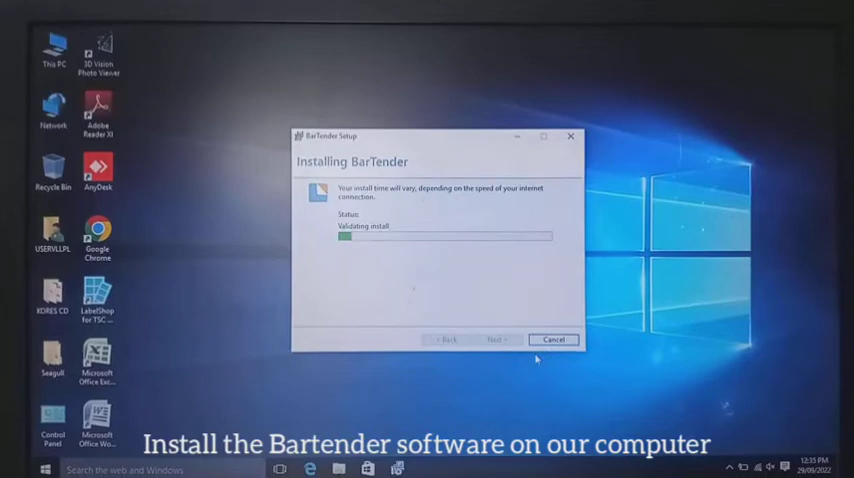 This PC
3D Vision
Photo Viewer
Network
Adobe
Reader XI
Recycle Bin
AnyDesk
USERVLLPL
Google
Chrome
KORES CD
LabelShop
for TSC ...
Seagull
Microsoft
Office Exc...
Control
Panel
Microsoft
Office Wo...
BarTender Setup
Installing BarTender
Your install time will vary, depending on the speed of your internet
connection.
Status:
Validating install
< Back
Next >
Cancel
Install the Bartender software on our computer
Search the web and Windows
12:35 PM
29/09/2022